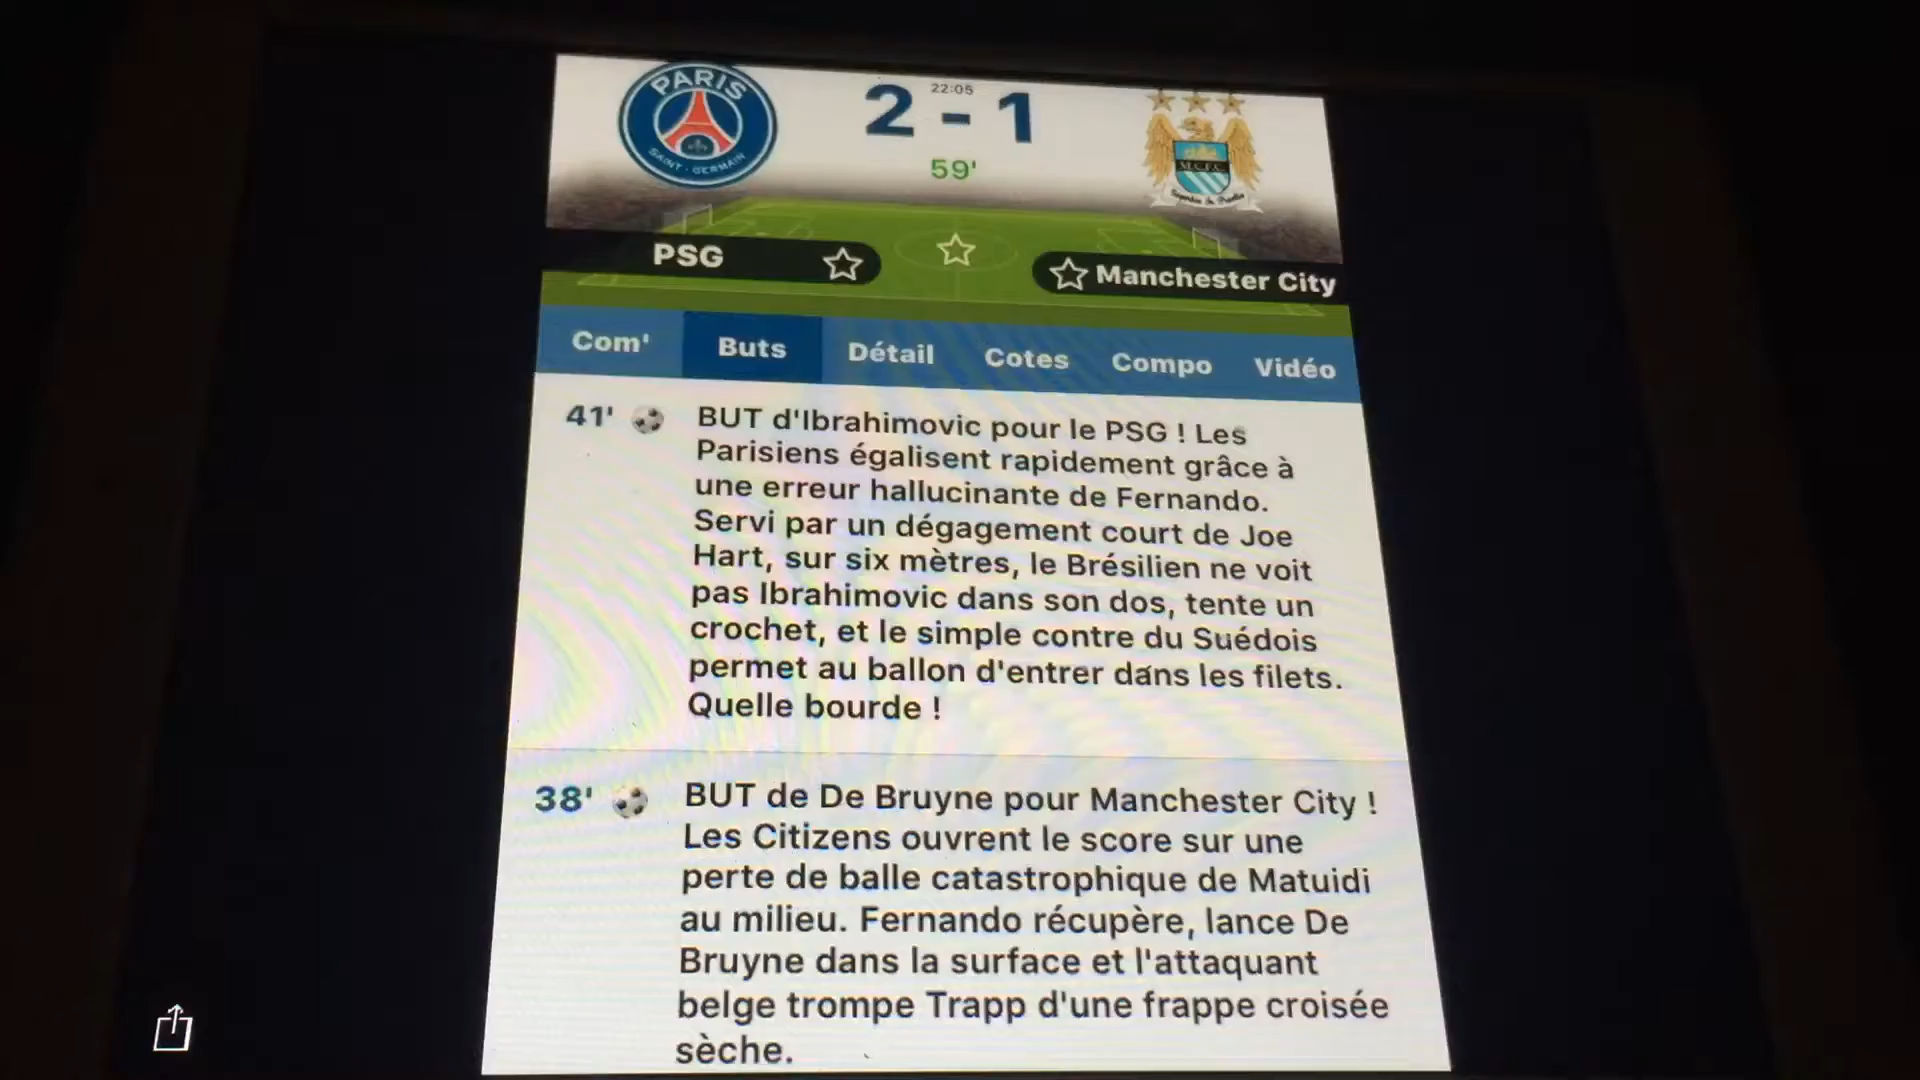 PARIS
SAINT - GERMAIN
22:05
2 - 1
59'
M.C.F.C.
PSG
Manchester City
Com' Buts Détail Cotes Compo Vidéo
41' BUT d'Ibrahimovic pour le PSG ! Les
Parisiens égalisent rapidement grâce à
une erreur hallucinante de Fernando.
Servi par un dégagement court de Joe
Hart, sur six mètres, le Brésilien ne voit
pas Ibrahimovic dans son dos, tente un
crochet, et le simple contre du Suédois
permet au ballon d'entrer dans les filets.
Quelle bourde !
38' BUT de De Bruyne pour Manchester City !
Les Citizens ouvrent le score sur une
perte de balle catastrophique de Matuidi
au milieu. Fernando récupère, lance De
Bruyne dans la surface et l'attaquant
belge trompe Trapp d'une frappe croisée
sèche.